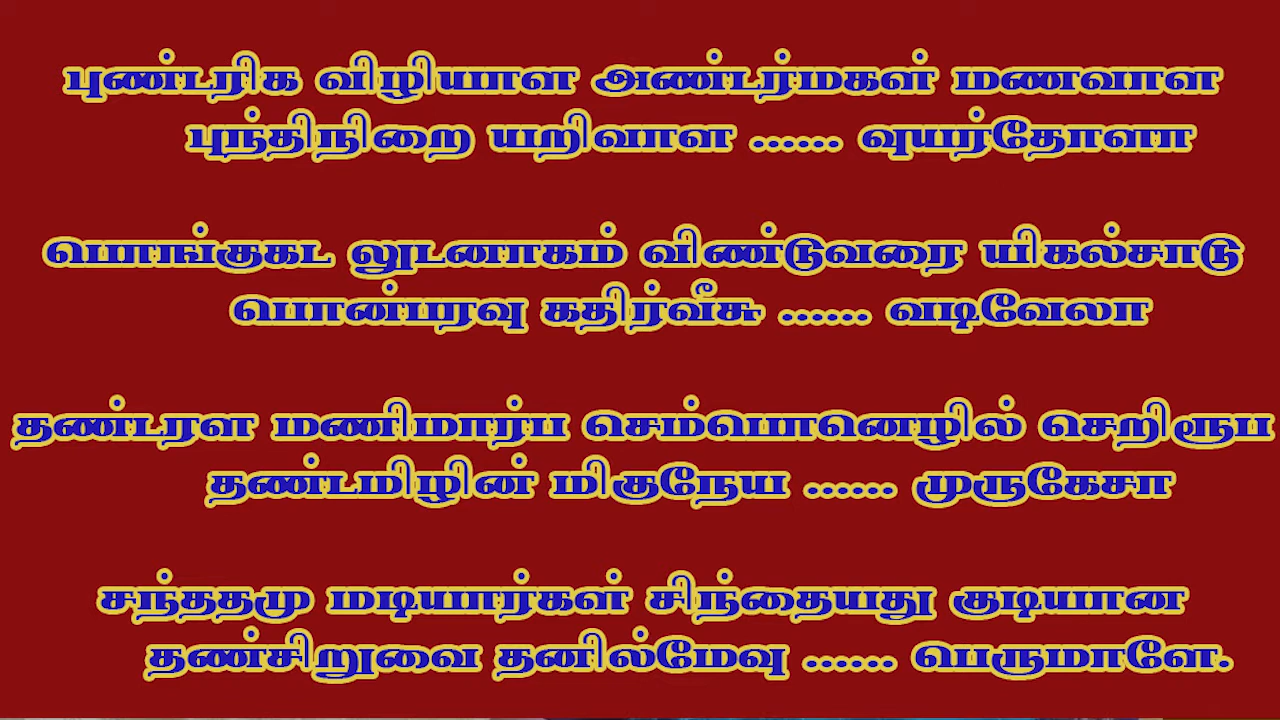 புண்டரிக விழியாள அண்டர்மகள் மணவாள
புந்திநிறை யறிவாள ...... வுயர்தோளா
பொங்குகட லுடனாகம் விண்டுவரை யிகல்சாடு
பொன்பரவு கதிர்வீசு ...... வடிவேலா
தண்டரள மணிமார்ப செம்பொனெழில் செறிரூப
தண்டமிழின் மிகுநேய ...... முருகேசா
சந்ததமு மடியார்கள் சிந்தையது குடியான
தண்சிறுவை தனில்மேவு ...... பெருமாளே.